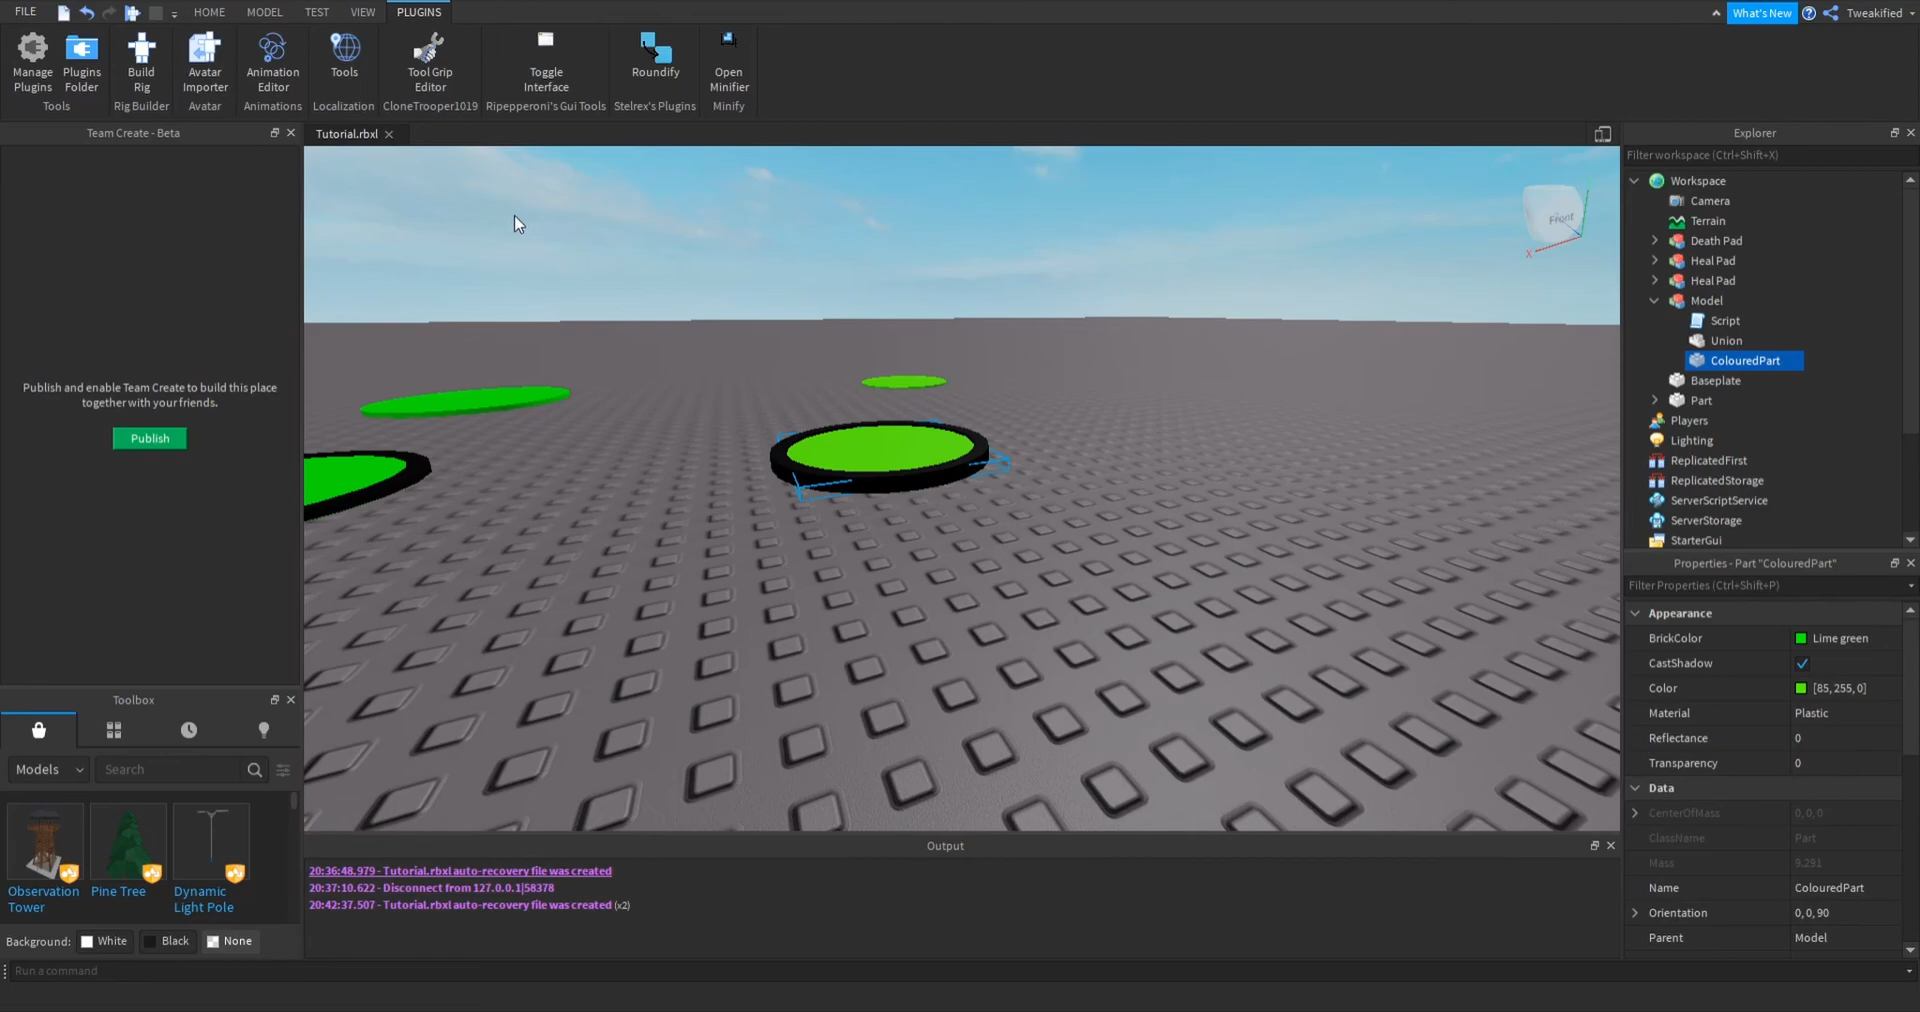 FILE
HOME
MODEL
TEST
VIEW
PLUGINS
What's New
Tweakified
Manage
Plugins
Plugins
Folder
Tools
Build
Rig
Rig Builder
Avatar
Importer
Avatar
Animation
Editor
Animations
Tools
Localization
Tool Grip
Editor
CloneTrooper1019
Toggle
Interface
Ripepperoni's Gui Tools
Roundify
Stelrex's Plugins
Open
Minifier
Minify
Team Create - Beta
Publish and enable Team Create to build this place
together with your friends.
Publish
Toolbox
Models
Search
Observation
Tower
Pine Tree
Dynamic
Light Pole
Background:
White
Black
None
Tutorial.rbxl
Front
X
Output
20:36:48.979 - Tutorial.rbxl auto-recovery file was created
20:37:10.622 - Disconnect from 127.0.0.1|58378
20:42:37.507 - Tutorial.rbxl auto-recovery file was created (x2)
Explorer
Filter workspace (Ctrl+Shift+X)
Workspace
Camera
Terrain
Death Pad
Heal Pad
Heal Pad
Model
Script
Union
ColouredPart
Baseplate
Part
Players
Lighting
ReplicatedFirst
ReplicatedStorage
ServerScriptService
ServerStorage
StarterGui
Properties - Part "ColouredPart"
Filter Properties (Ctrl+Shift+P)
Appearance
BrickColor Lime green
CastShadow
Color [85, 255, 0]
Material Plastic
Reflectance 0
Transparency 0
Data
CenterOfMass 0, 0, 0
ClassName Part
Mass 9.291
Name ColouredPart
Orientation 0, 0, 90
Parent Model
Run a command